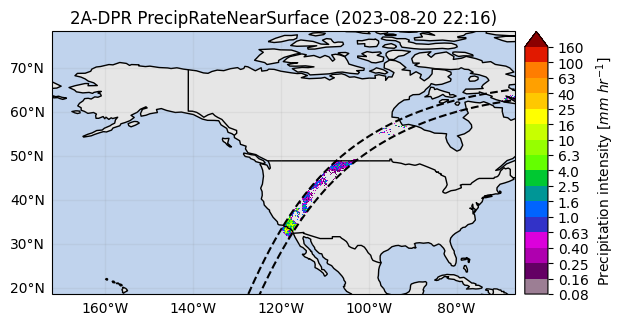 2A-DPR PrecipRateNearSurface (2023-08-20 22:16)
70°N
60°N
50°N
40°N
30°N
20°N
160°W
140°W
120°W
100°W
80°W
160
100
63
40
25
16
10
6.3
4.0
2.5
1.6
1.0
0.63
0.40
0.25
0.16
0.08
Precipitation intensity [mm hr⁻¹]